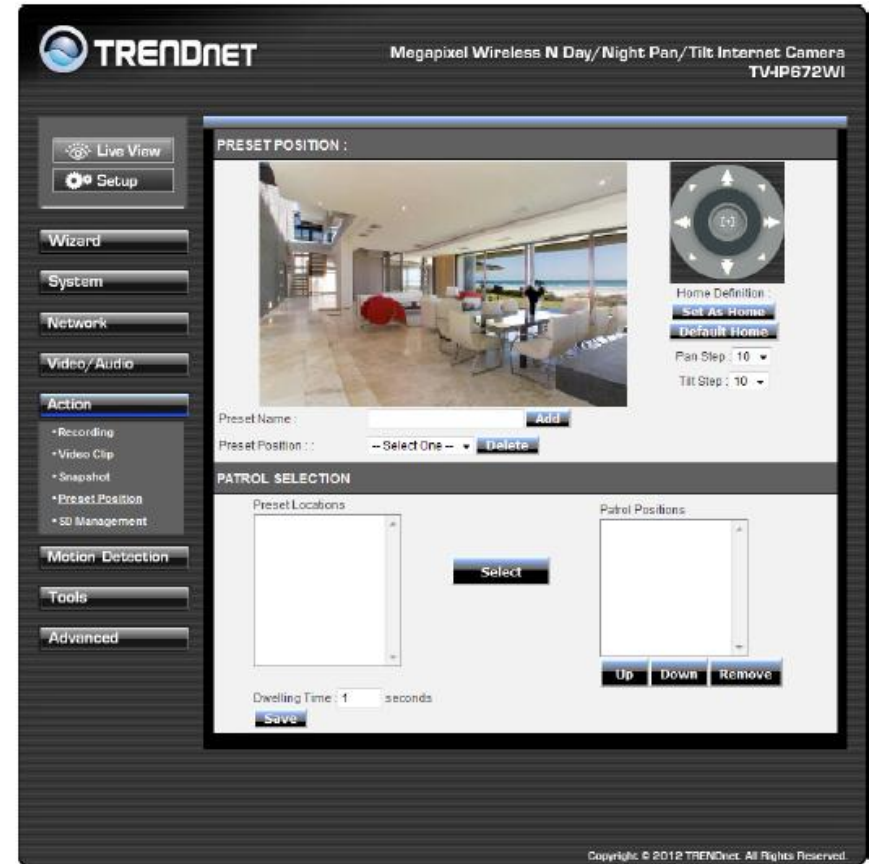 TRENDNET
Megapixel Wireless N Day/Night Pan/Tilt Internet Camera
TV-IP672WI
Live View
Setup
Wizard
System
Network
Video/Audio
Action
•Recording
•Video Clip
•Snapshot
•Preset Position
•SD Management
Motion Detection
Tools
Advanced
PRESET POSITION :
Home Definition :
Set As Home
Default Home
Pan Step : 10
Tilt Step : 10
Preset Name :
Add
Preset Position : :
-- Select One --
Delete
PATROL SELECTION
Preset Locations
Patrol Positions
Select
Up Down Remove
Dwelling Time : 1 seconds
Save
Copyright © 2012 TRENDnet. All Rights Reserved.